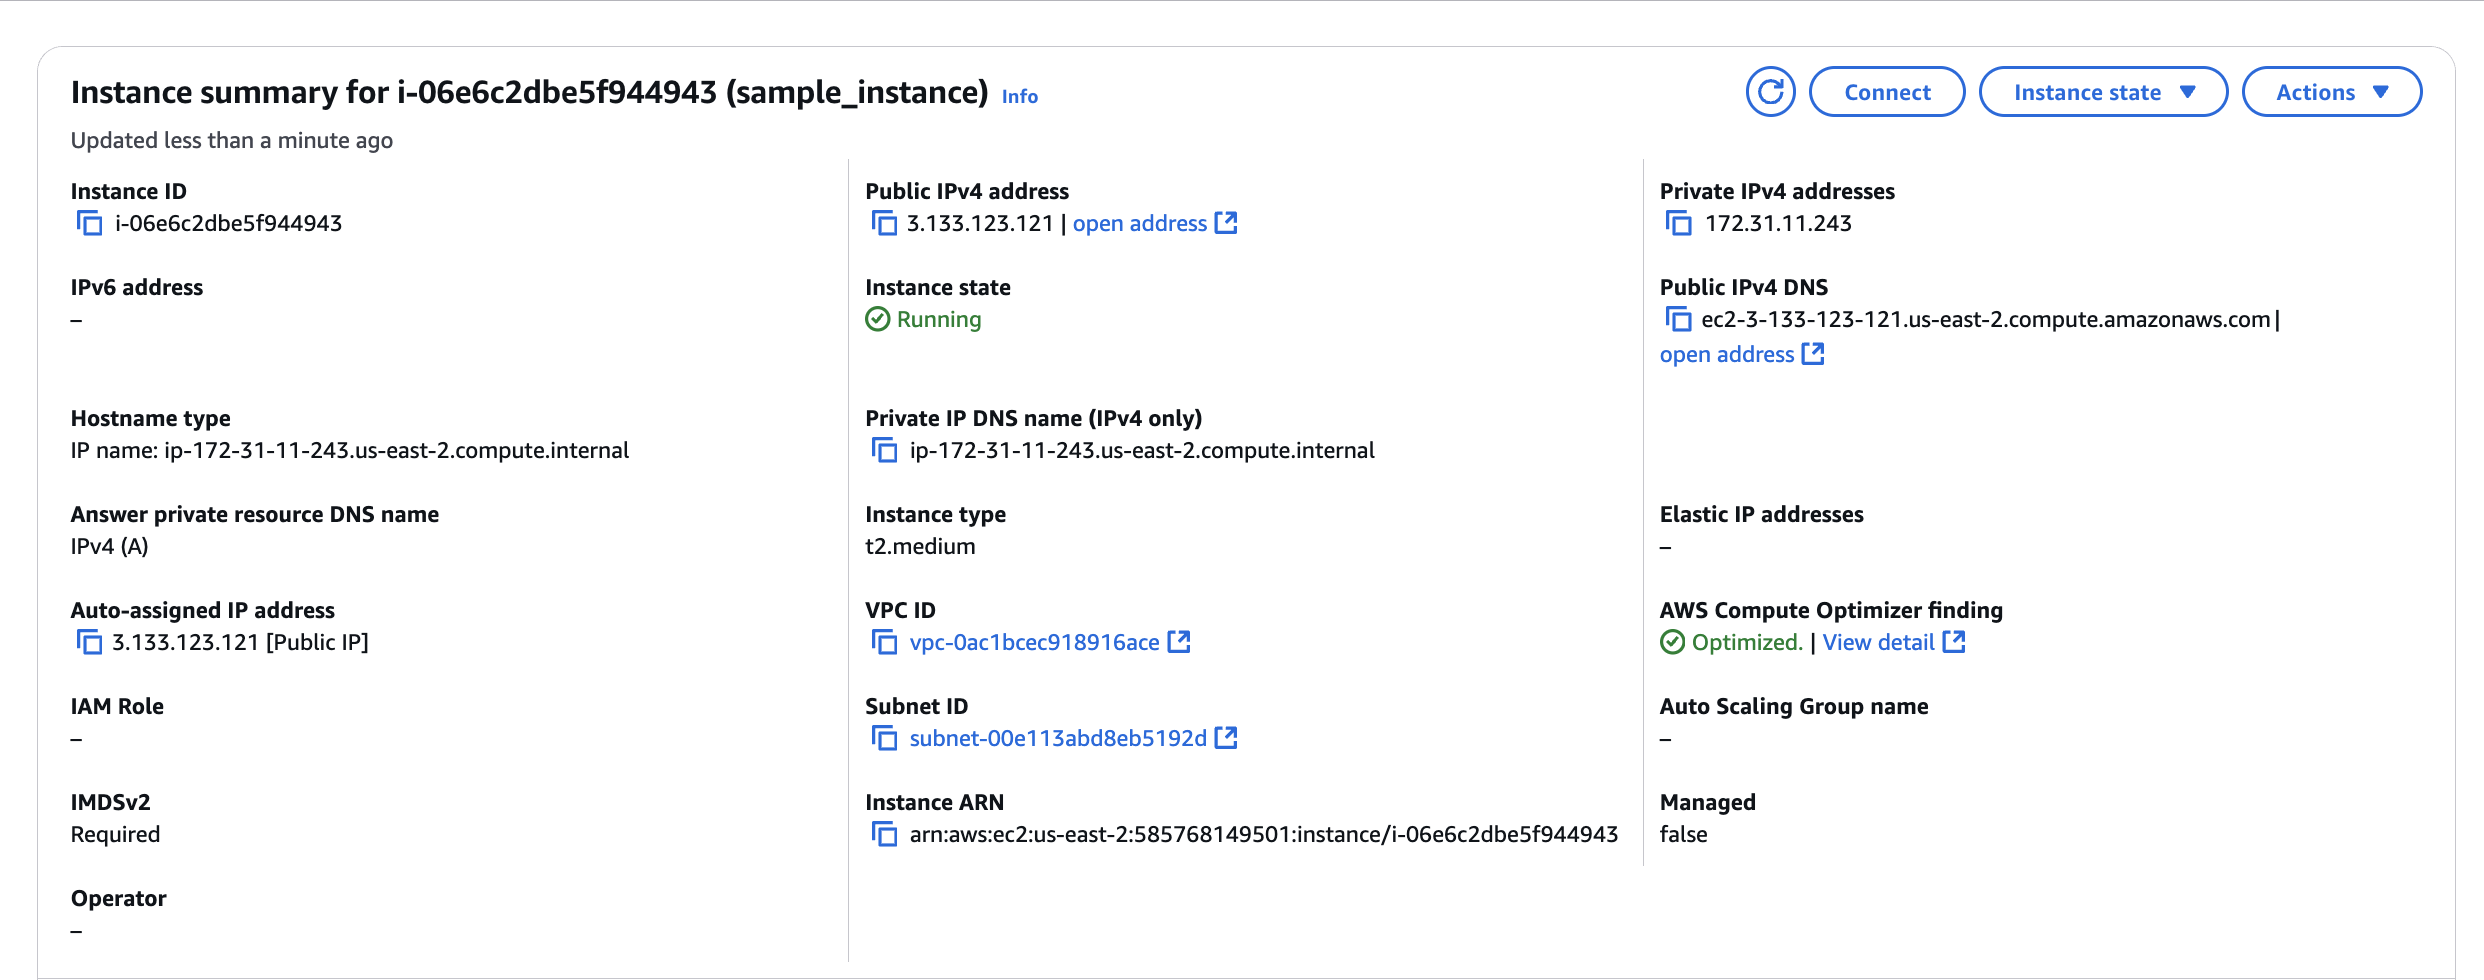 Instance summary for i-06e6c2dbe5f944943 (sample_instance) Info
Connect
Instance state
Actions
Updated less than a minute ago
Instance ID
i-06e6c2dbe5f944943
Public IPv4 address
3.133.123.121 | open address
Private IPv4 addresses
172.31.11.243
IPv6 address
–
Instance state
Running
Public IPv4 DNS
ec2-3-133-123-121.us-east-2.compute.amazonaws.com |
open address
Hostname type
IP name: ip-172-31-11-243.us-east-2.compute.internal
Private IP DNS name (IPv4 only)
ip-172-31-11-243.us-east-2.compute.internal
Answer private resource DNS name
IPv4 (A)
Instance type
t2.medium
Elastic IP addresses
–
Auto-assigned IP address
3.133.123.121 [Public IP]
VPC ID
vpc-0ac1bcec918916ace
AWS Compute Optimizer finding
Optimized. | View detail
IAM Role
–
Subnet ID
subnet-00e113abd8eb5192d
Auto Scaling Group name
–
IMDSv2
Required
Instance ARN
arn:aws:ec2:us-east-2:585768149501:instance/i-06e6c2dbe5f944943
Managed
false
Operator
–